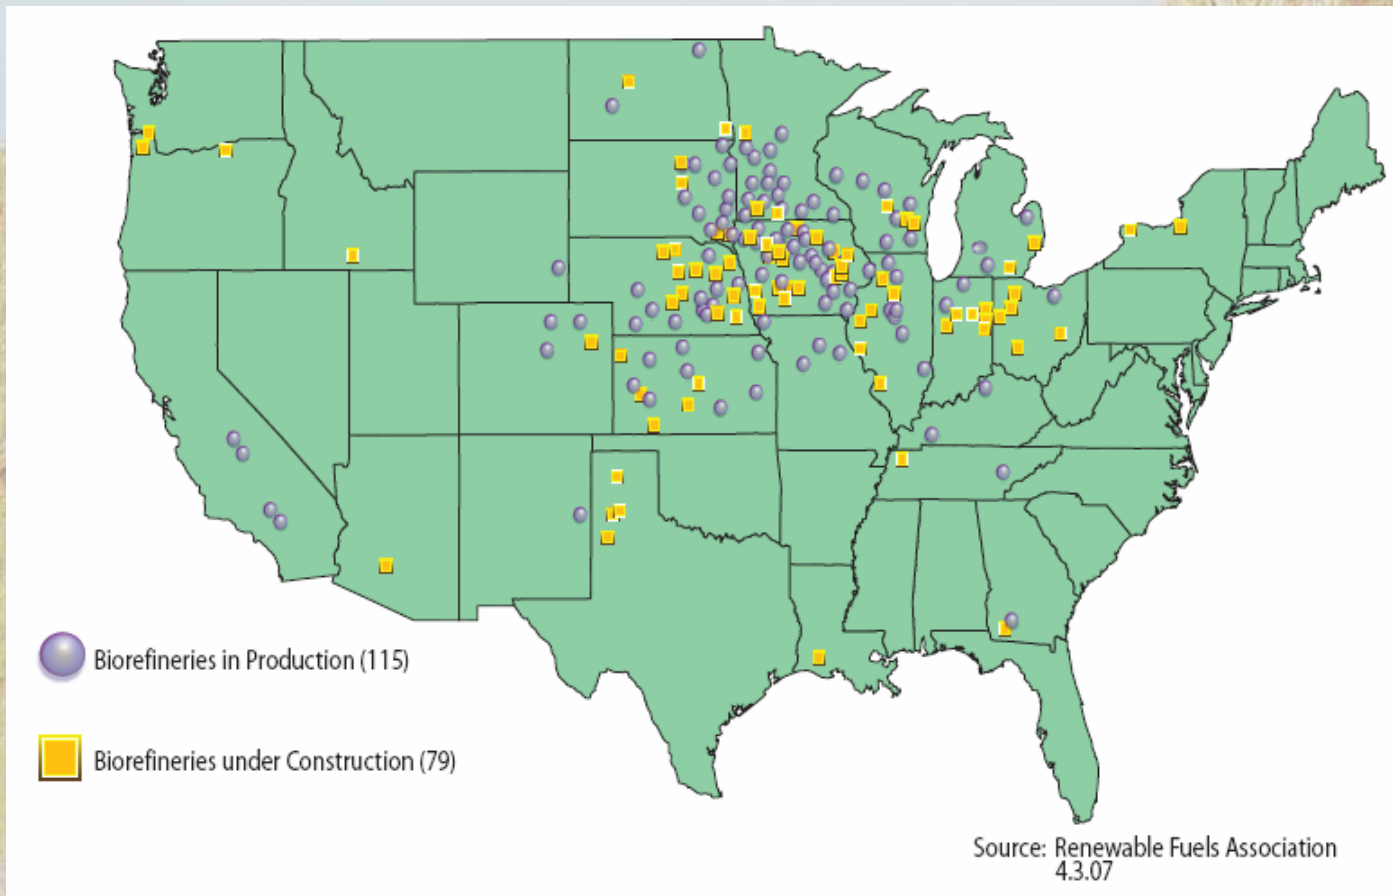 Biorefineries in Production (115)
Biorefineries under Construction (79)
Source: Renewable Fuels Association
4.3.07